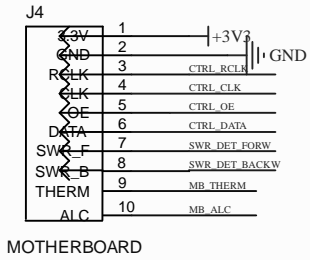 J4
3.3V 1 +3V3
GND 2 GND
RCLK 3 CTRL_RCLK
CLK 4 CTRL_CLK
OE 5 CTRL_OE
DATA 6 CTRL_DATA
SWR_F 7 SWR_DET_FORW
SWR_B 8 SWR_DET_BACKW
THERM 9 MB_THERM
ALC 10 MB_ALC
MOTHERBOARD